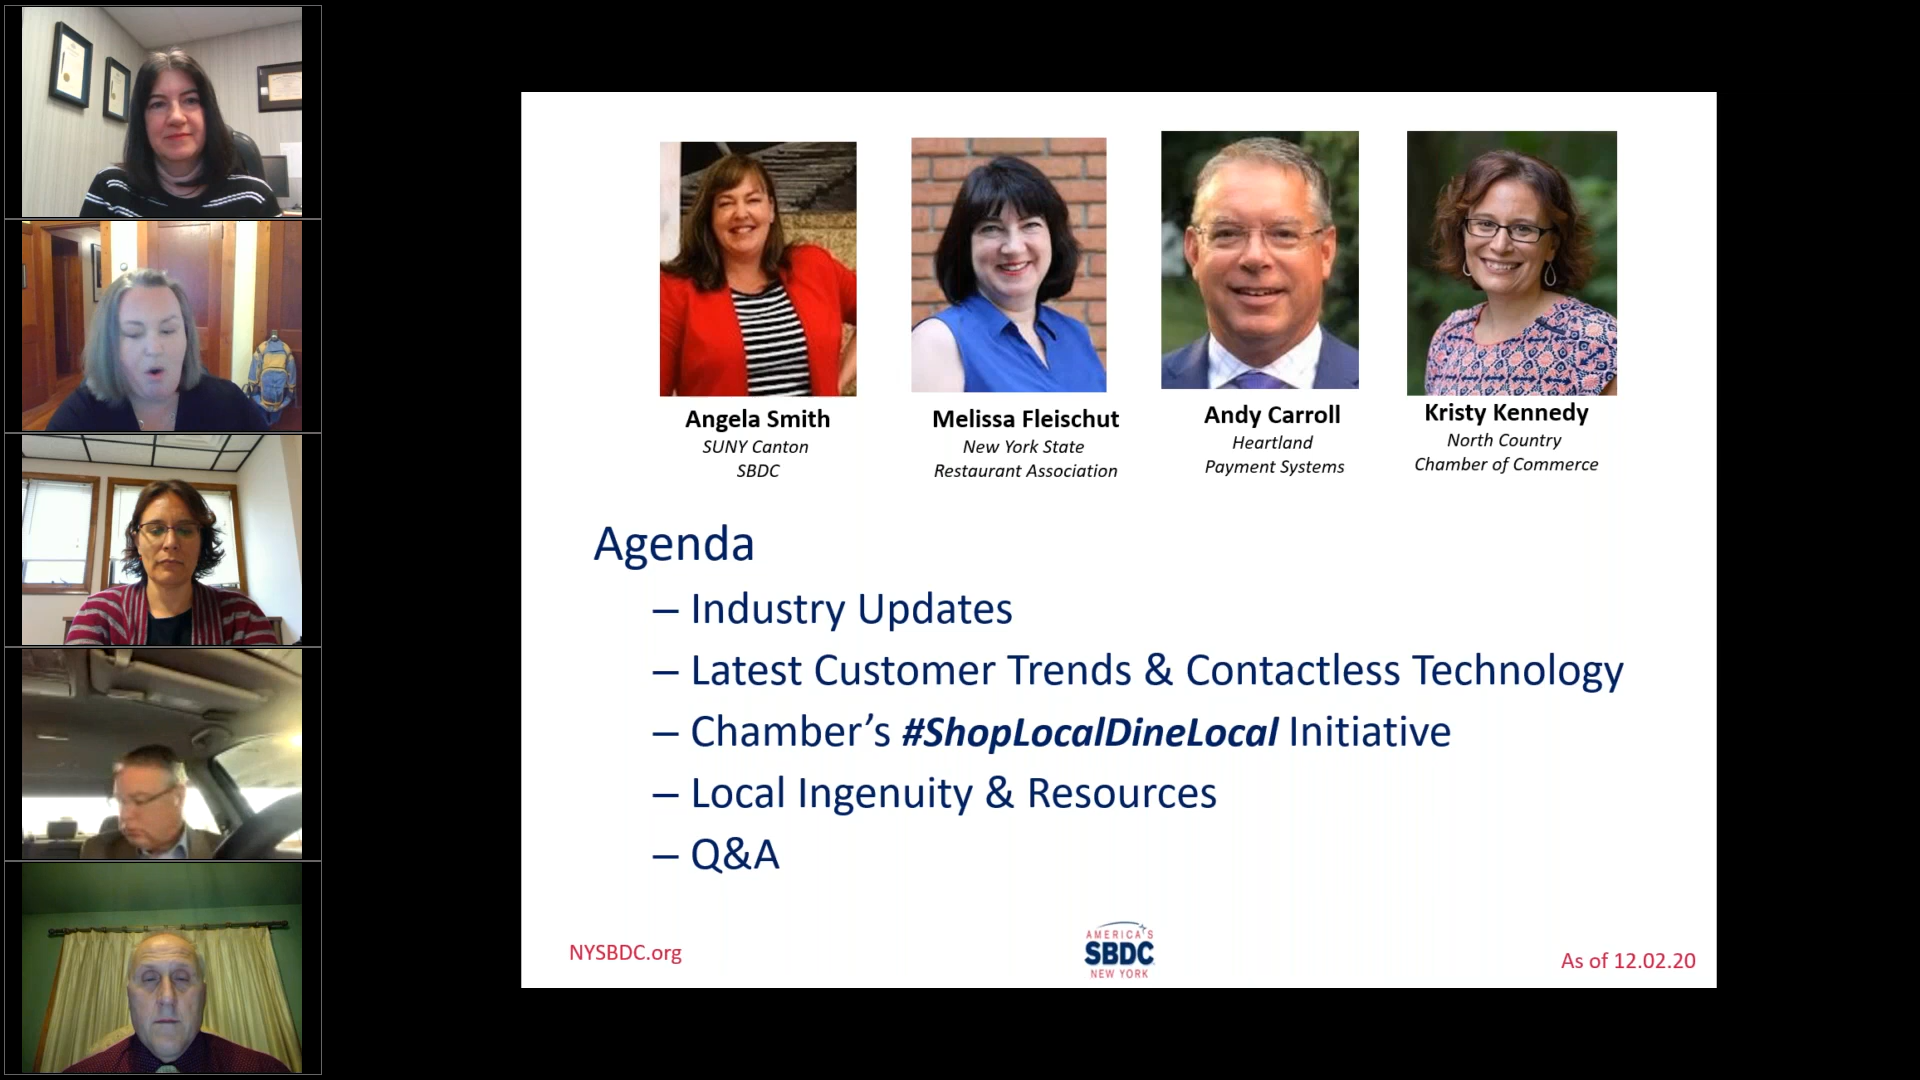 Angela Smith
SUNY Canton
SBDC
Melissa Fleischut
New York State
Restaurant Association
Andy Carroll
Heartland
Payment Systems
Kristy Kennedy
North Country
Chamber of Commerce
Agenda
– Industry Updates
– Latest Customer Trends & Contactless Technology
– Chamber’s #ShopLocalDineLocal Initiative
– Local Ingenuity & Resources
– Q&A
NYSBDC.org
AMERICA'S
SBDC
NEW YORK
As of 12.02.20